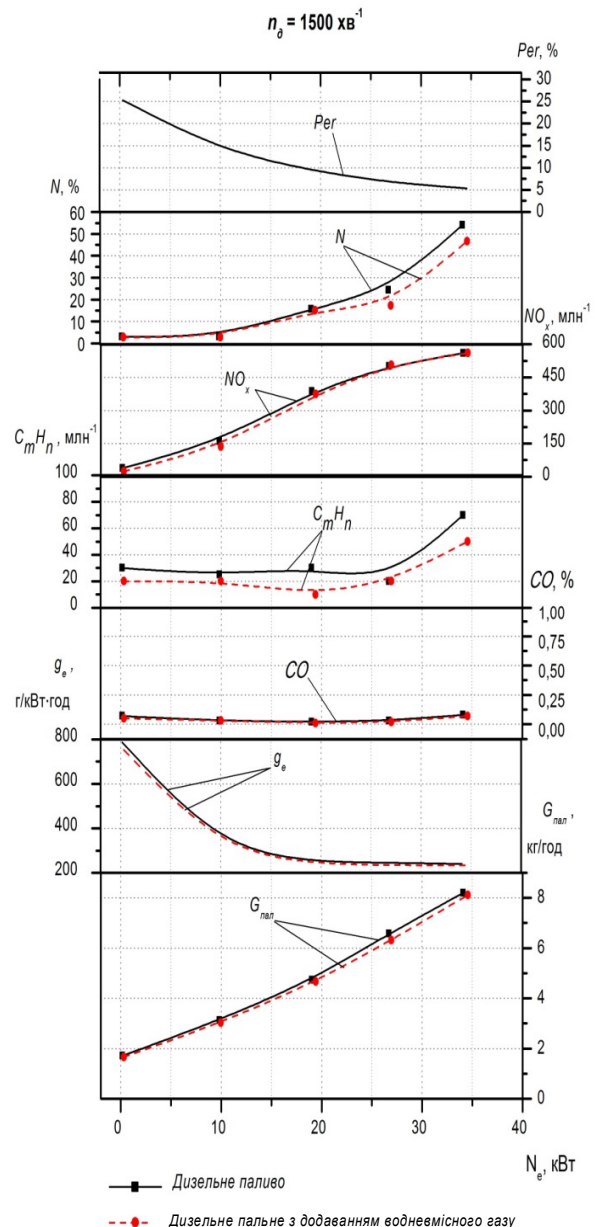 n_д = 1500 хв⁻¹
Per, %
30
25
20
15
10
5
0
Per
N, %
60
50
40
30
20
10
0
N
NOₓ, млн⁻¹
600
450
300
150
0
NOₓ
CₘHₙ, млн⁻¹
100
80
60
40
20
0
CₘHₙ
CO, %
1,00
0,75
0,50
0,25
0,00
CO
gₑ,
г/кВт·год
800
600
400
200
gₑ
G_пал,
кг/год
8
6
4
2
0
G_пал
0 10 20 30 40
Nₑ, кВт
Дизельне паливо
Дизельне пальне з додаванням водневмісного газу